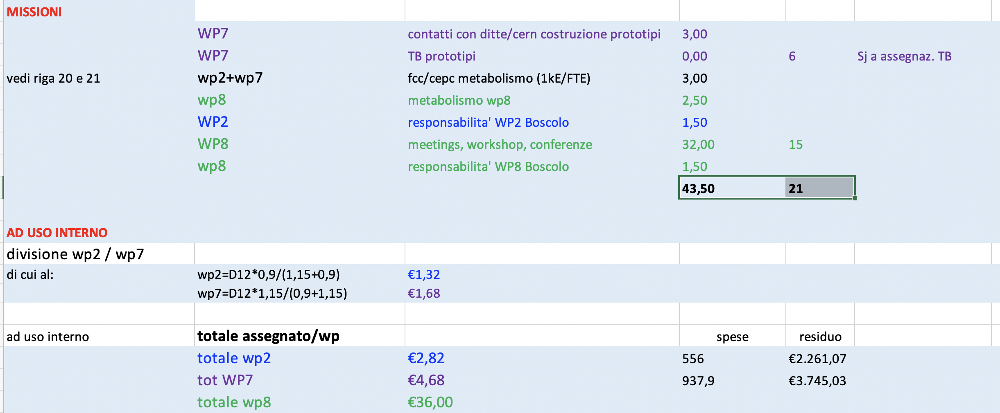 MISSIONI
WP7 contatti con ditte/cern costruzione prototipi 3,00
WP7 TB prototipi 0,00 6 Sj a assegnaz. TB
vedi riga 20 e 21 wp2+wp7 fcc/cepc metabolismo (1kE/FTE) 3,00
wp8 metabolismo wp8 2,50
WP2 responsabilita' WP2 Boscolo 1,50
WP8 meetings, workshop, conferenze 32,00 15
wp8 responsabilita' WP8 Boscolo 1,50
43,50 21
AD USO INTERNO
divisione wp2 / wp7
di cui al: wp2=D12*0,9/(1,15+0,9) €1,32
wp7=D12*1,15/(0,9+1,15) €1,68
ad uso interno totale assegnato/wp spese residuo
totale wp2 €2,82 556 €2.261,07
tot WP7 €4,68 937,9 €3.745,03
totale wp8 €36,00